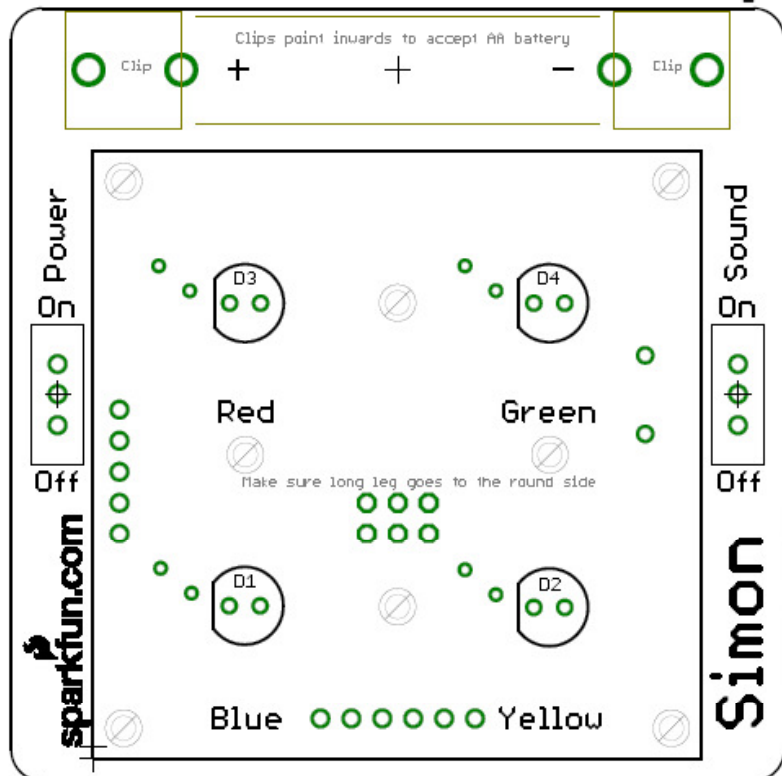 Clips point inwards to accept AA battery
Clip
+
-
Clip
Power
On
Off
Sound
On
Off
D3
D4
Red
Green
Make sure long leg goes to the round side
D1
D2
Blue
Yellow
sparkfun.com
Simon